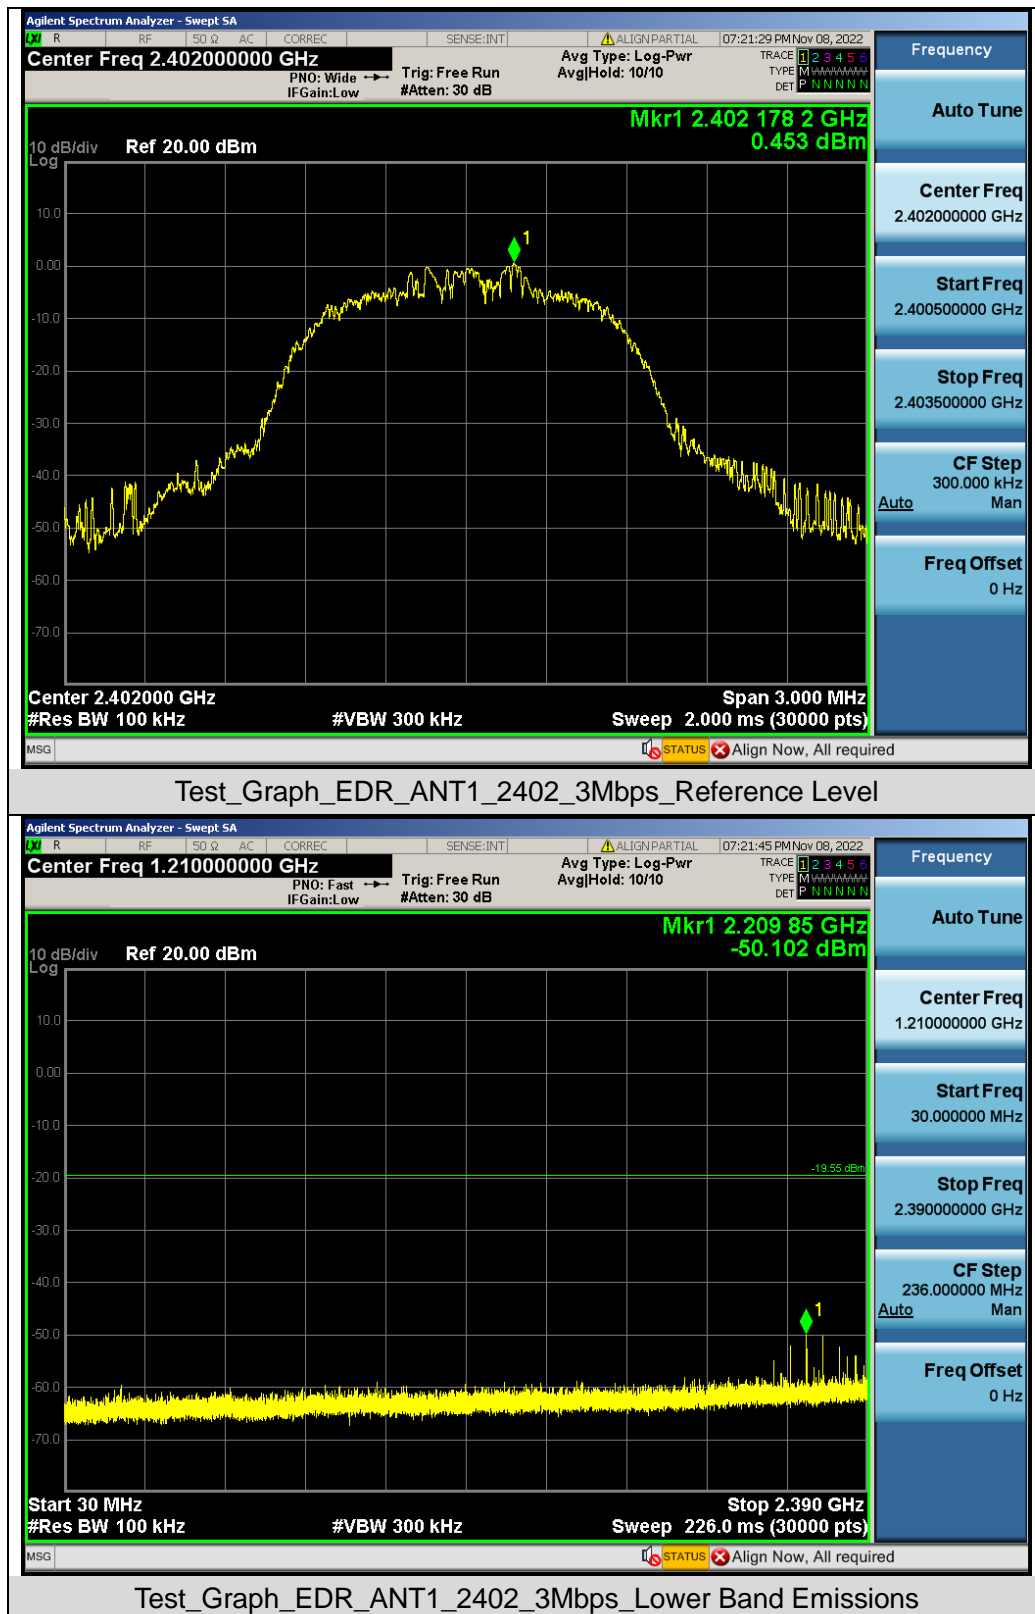 Agilent Spectrum Analyzer - Swept SA
LXI R RF 50 Ω AC CORREC SENSE:INT ALIGN PARTIAL 07:21:29 PM Nov 08, 2022
Center Freq 2.402000000 GHz
PNO: Wide
IFGain:Low
Trig: Free Run
#Atten: 30 dB
Avg Type: Log-Pwr
Avg|Hold: 10/10
TRACE 1 2 3 4 5 6
TYPE M WWWWW
DET P N N N N N
Mkr1 2.402 178 2 GHz
0.453 dBm
10 dB/div Ref 20.00 dBm
Log
10.0
0.00
-10.0
-20.0
-30.0
-40.0
-50.0
-60.0
-70.0
1
Center 2.402000 GHz Span 3.000 MHz
#Res BW 100 kHz #VBW 300 kHz Sweep 2.000 ms (30000 pts)
MSG STATUS Align Now, All required
Frequency
Auto Tune
Center Freq
2.402000000 GHz
Start Freq
2.400500000 GHz
Stop Freq
2.403500000 GHz
CF Step
300.000 kHz
Auto Man
Freq Offset
0 Hz
Test_Graph_EDR_ANT1_2402_3Mbps_Reference Level
Agilent Spectrum Analyzer - Swept SA
LXI R RF 50 Ω AC CORREC SENSE:INT ALIGN PARTIAL 07:21:45 PM Nov 08, 2022
Center Freq 1.210000000 GHz
PNO: Fast
IFGain:Low
Trig: Free Run
#Atten: 30 dB
Avg Type: Log-Pwr
Avg|Hold: 10/10
TRACE 1 2 3 4 5 6
TYPE M WWWWW
DET P N N N N N
Mkr1 2.209 85 GHz
-50.102 dBm
10 dB/div Ref 20.00 dBm
Log
10.0
0.00
-10.0
-20.0
-30.0
-40.0
-50.0
-60.0
-70.0
-19.55 dBm
1
Start 30 MHz Stop 2.390 GHz
#Res BW 100 kHz #VBW 300 kHz Sweep 226.0 ms (30000 pts)
MSG STATUS Align Now, All required
Frequency
Auto Tune
Center Freq
1.210000000 GHz
Start Freq
30.000000 MHz
Stop Freq
2.390000000 GHz
CF Step
236.000000 MHz
Auto Man
Freq Offset
0 Hz
Test_Graph_EDR_ANT1_2402_3Mbps_Lower Band Emissions